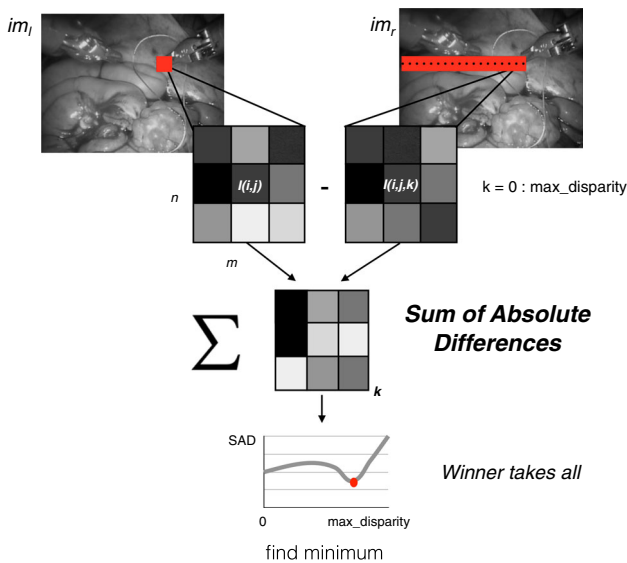 im_l
im_r
I(i,j)
-
I(i,j,k)
k = 0 : max_disparity
n
m
∑
Sum of Absolute
Differences
k
SAD
Winner takes all
0
max_disparity
find minimum